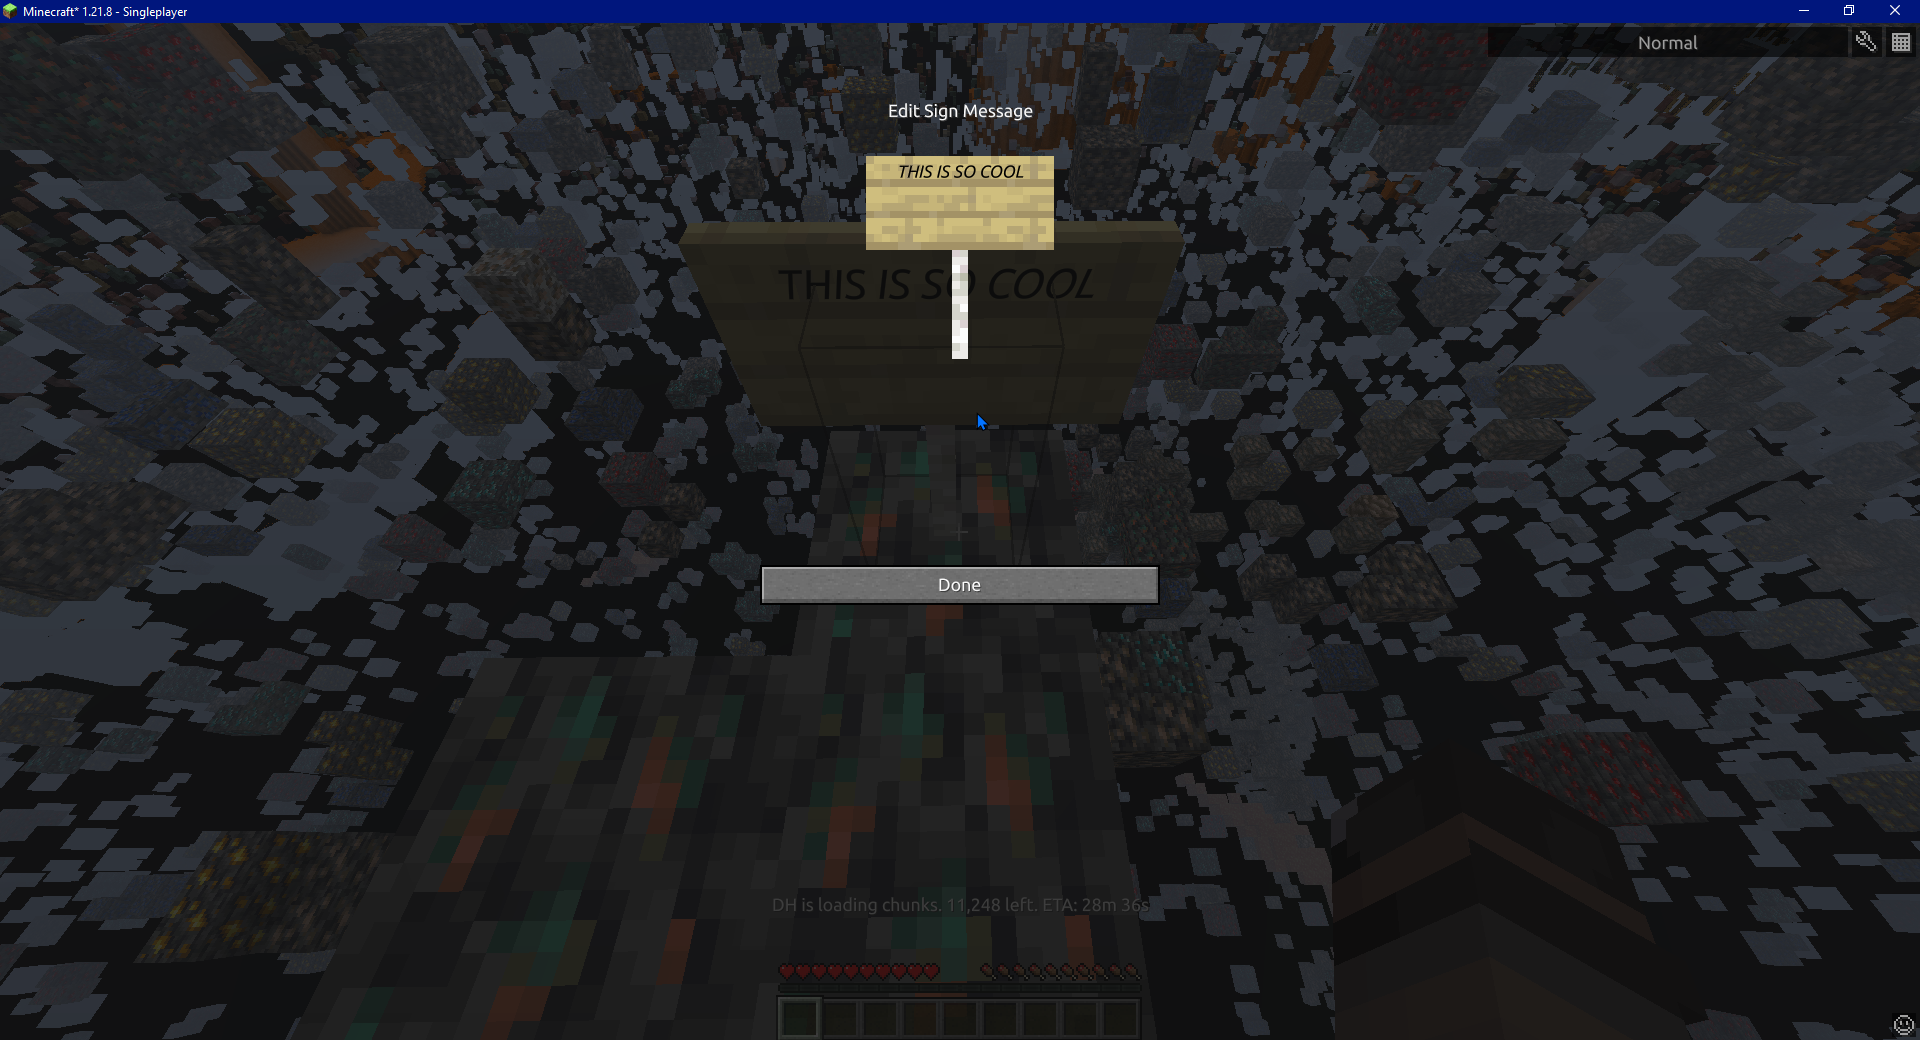 Minecraft* 1.21.8 - Singleplayer
Normal
Edit Sign Message
THIS IS SO COOL
THIS IS SO COOL
Done
DH is loading chunks. 11,248 left. ETA: 28m 36s